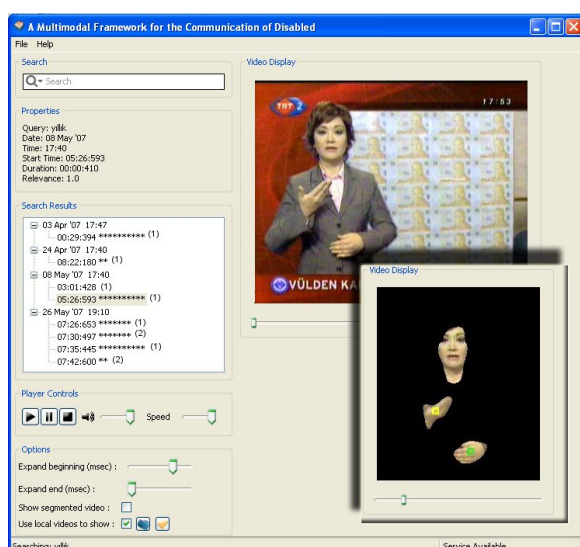 A Multimodal Framework for the Communication of Disabled
File Help
Search
Search
Properties
Query: yıllık
Date: 08 May '07
Time: 17:40
Start Time: 05:26:593
Duration: 00:00:410
Relevance: 1.0
Search Results
03 Apr '07 17:47
00:29:394 ********** (1)
24 Apr '07 17:40
08:22:180 ** (1)
08 May '07 17:40
03:01:428 (1)
05:26:593 ********** (1)
26 May '07 19:10
07:26:653 ******* (1)
07:30:497 ******* (2)
07:35:445 ********** (1)
07:42:600 ** (2)
Player Controls
Speed
Options
Expand beginning (msec) :
Expand end (msec) :
Show segmented video :
Use local videos to show :
Searching: yıllık
Service Available
Video Display
TRT 2
17:53
VÜLDEN KA
Video Display